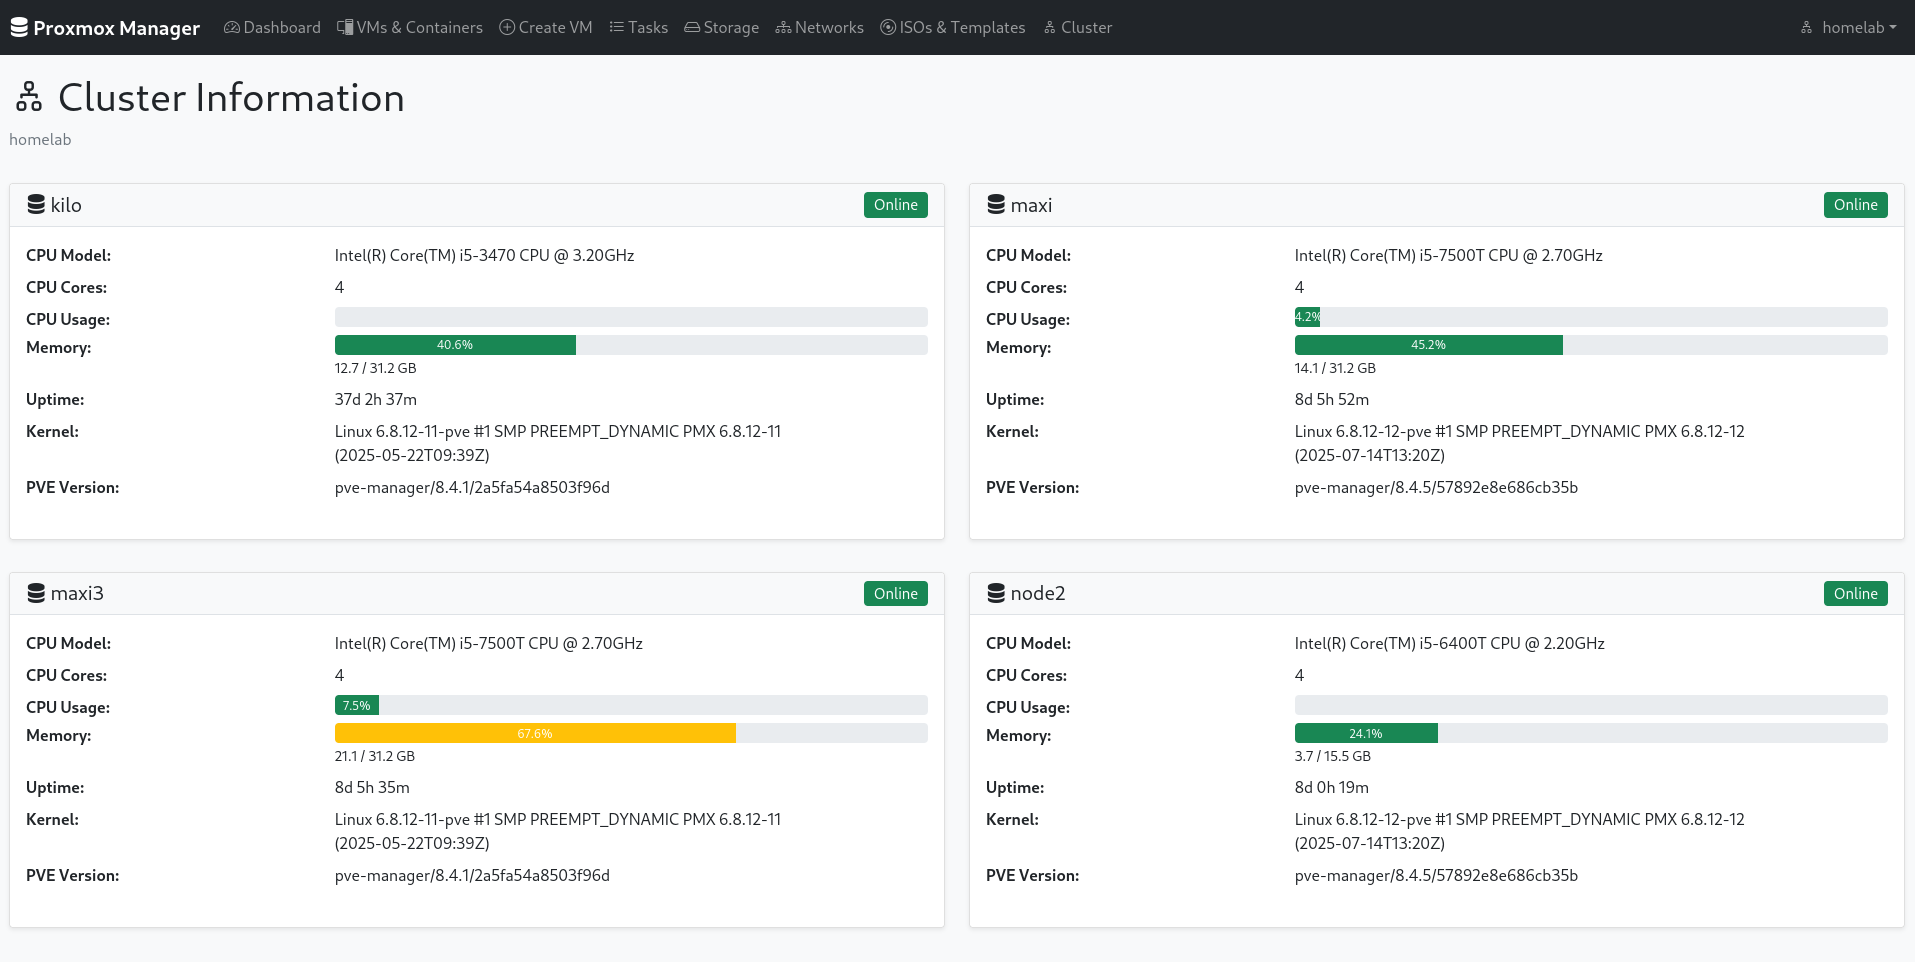 Proxmox Manager Dashboard VMs & Containers Create VM Tasks Storage Networks ISOs & Templates Cluster homelab
Cluster Information
homelab
kilo Online
CPU Model: Intel(R) Core(TM) i5-3470 CPU @ 3.20GHz
CPU Cores: 4
CPU Usage:
Memory: 40.6%
12.7 / 31.2 GB
Uptime: 37d 2h 37m
Kernel: Linux 6.8.12-11-pve #1 SMP PREEMPT_DYNAMIC PMX 6.8.12-11
(2025-05-22T09:39Z)
PVE Version: pve-manager/8.4.1/2a5fa54a8503f96d
maxi Online
CPU Model: Intel(R) Core(TM) i5-7500T CPU @ 2.70GHz
CPU Cores: 4
CPU Usage: 4.2%
Memory: 45.2%
14.1 / 31.2 GB
Uptime: 8d 5h 52m
Kernel: Linux 6.8.12-12-pve #1 SMP PREEMPT_DYNAMIC PMX 6.8.12-12
(2025-07-14T13:20Z)
PVE Version: pve-manager/8.4.5/57892e8e686cb35b
maxi3 Online
CPU Model: Intel(R) Core(TM) i5-7500T CPU @ 2.70GHz
CPU Cores: 4
CPU Usage: 7.5%
Memory: 67.6%
21.1 / 31.2 GB
Uptime: 8d 5h 35m
Kernel: Linux 6.8.12-11-pve #1 SMP PREEMPT_DYNAMIC PMX 6.8.12-11
(2025-05-22T09:39Z)
PVE Version: pve-manager/8.4.1/2a5fa54a8503f96d
node2 Online
CPU Model: Intel(R) Core(TM) i5-6400T CPU @ 2.20GHz
CPU Cores: 4
CPU Usage:
Memory: 24.1%
3.7 / 15.5 GB
Uptime: 8d 0h 19m
Kernel: Linux 6.8.12-12-pve #1 SMP PREEMPT_DYNAMIC PMX 6.8.12-12
(2025-07-14T13:20Z)
PVE Version: pve-manager/8.4.5/57892e8e686cb35b